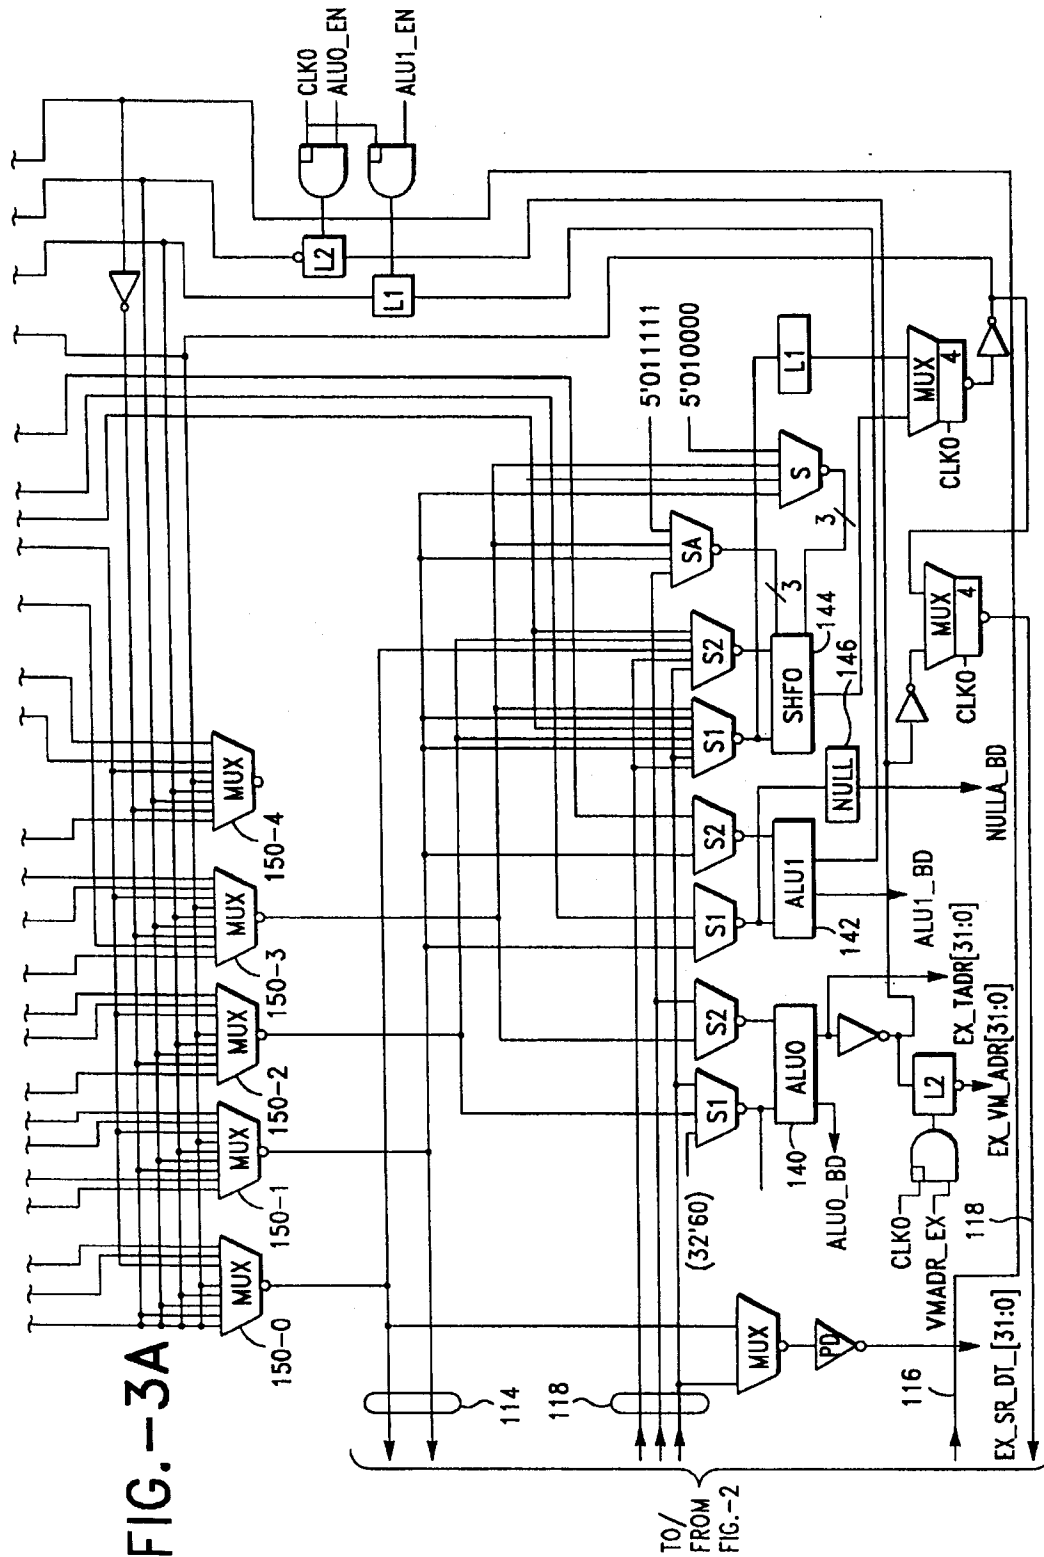 FIG.-3A
CLK0
ALU0_EN
ALU1_EN
L2
L1
MUX
150-0
MUX
150-1
MUX
150-2
MUX
150-3
MUX
150-4
5'011111
5'010000
L1
S
SA
3
3
MUX
4
CLK0
MUX
4
CLK0
S1
S2
SHFO
144
NULL
146
NULLA_BD
S1
S2
ALU1
142
ALU1_BD
S1
S2
ALU0
140
ALU0_BD
(32'60)
EX_TADR[31:0]
L2
EX_VM_ADR[31:0]
CLK0
VMADR_EX
118
114
118
MUX
PD
EX_SR_DT_[31:0]
116
TO/
FROM
FIG.-2